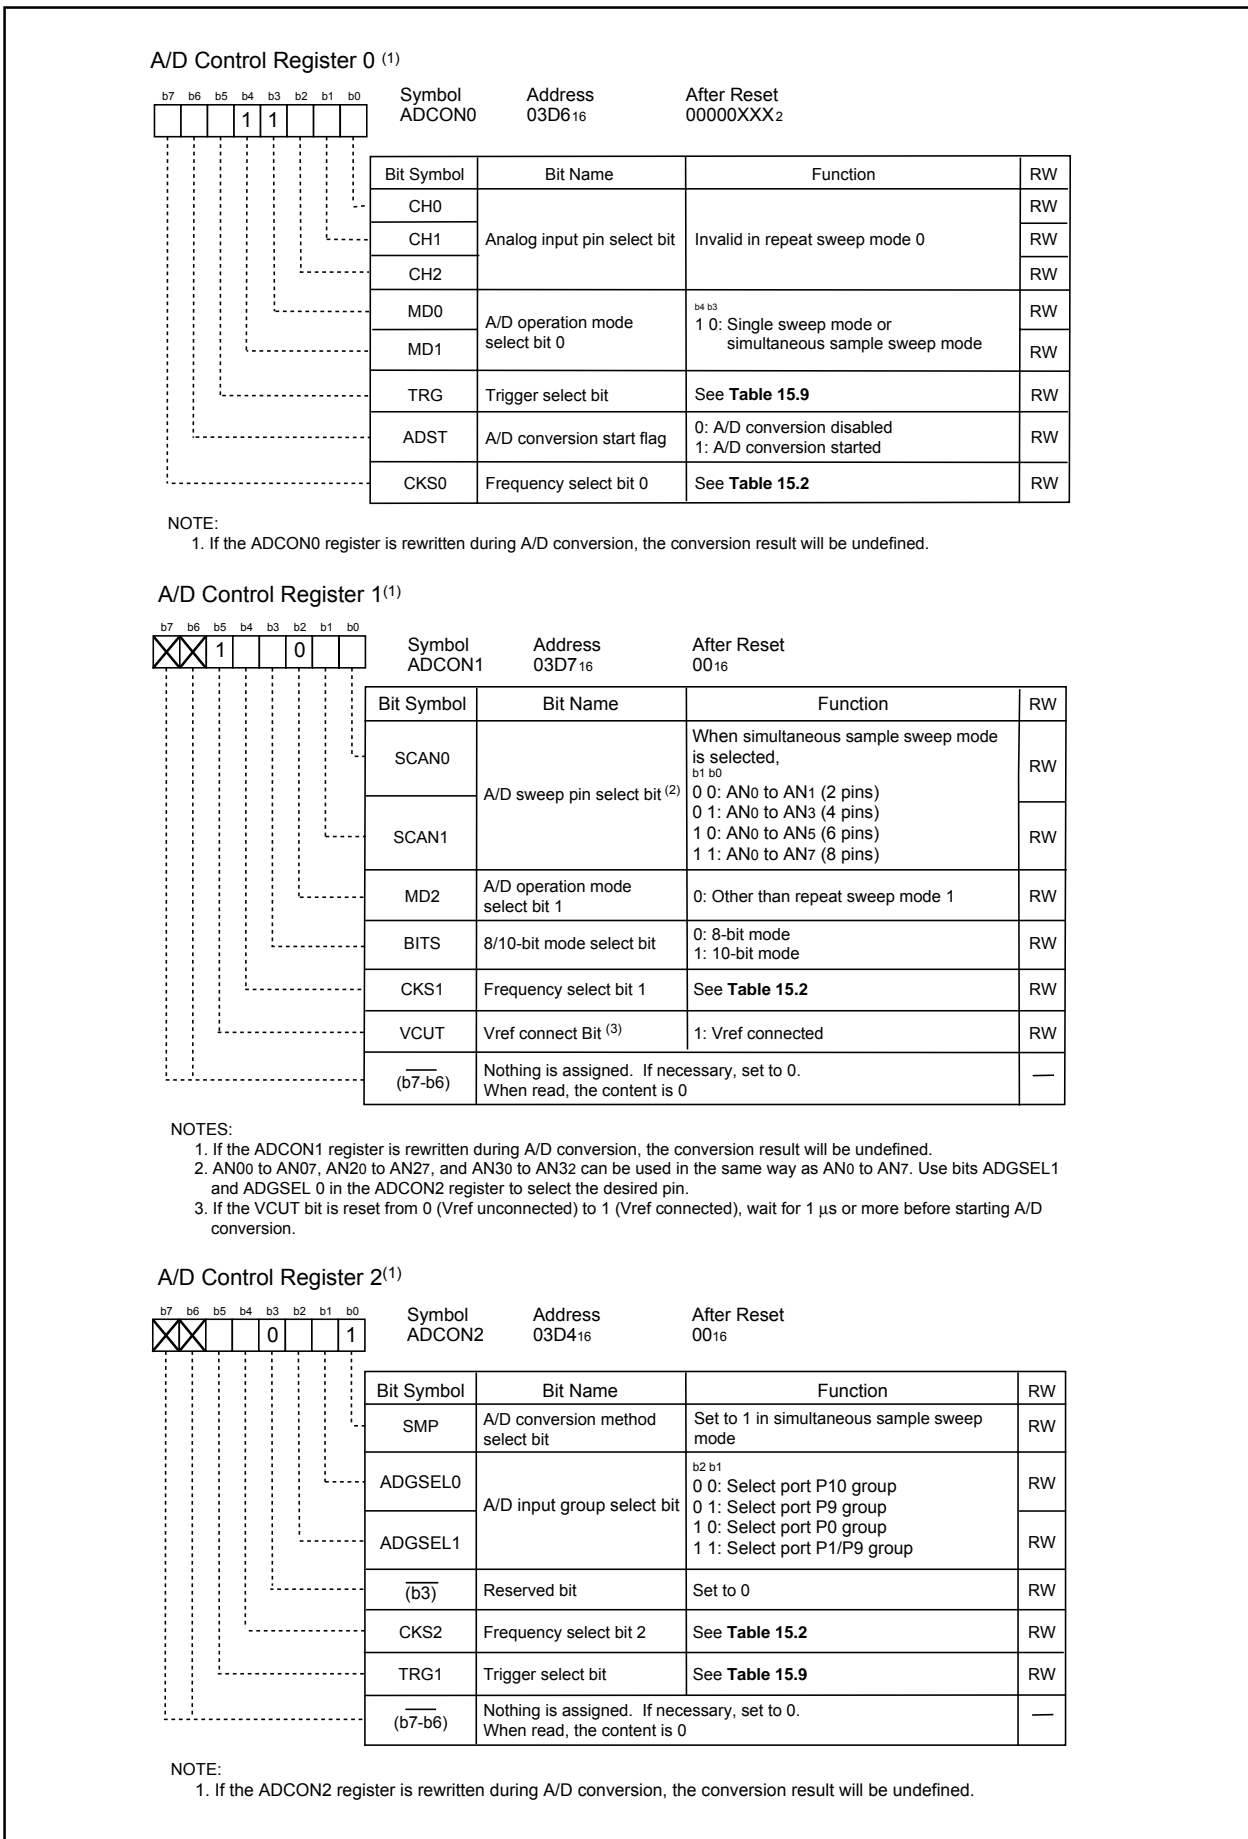 A/D Control Register 0 (1)
b7 b6 b5 b4 b3 b2 b1 b0
1 1
Symbol Address After Reset
ADCON0 03D616 00000XXX2
Bit Symbol Bit Name Function RW
CH0 RW
CH1 Analog input pin select bit Invalid in repeat sweep mode 0 RW
CH2 RW
MD0 A/D operation mode select bit 0 b4 b3 RW
1 0: Single sweep mode or
simultaneous sample sweep mode
MD1 RW
TRG Trigger select bit See Table 15.9 RW
ADST A/D conversion start flag 0: A/D conversion disabled RW
1: A/D conversion started
CKS0 Frequency select bit 0 See Table 15.2 RW
NOTE:
1. If the ADCON0 register is rewritten during A/D conversion, the conversion result will be undefined.
A/D Control Register 1(1)
b7 b6 b5 b4 b3 b2 b1 b0
1 0
Symbol Address After Reset
ADCON1 03D716 0016
Bit Symbol Bit Name Function RW
SCAN0 A/D sweep pin select bit (2) When simultaneous sample sweep mode RW
is selected,
b1 b0
0 0: AN0 to AN1 (2 pins)
0 1: AN0 to AN3 (4 pins)
SCAN1 1 0: AN0 to AN5 (6 pins) RW
1 1: AN0 to AN7 (8 pins)
MD2 A/D operation mode select bit 1 0: Other than repeat sweep mode 1 RW
BITS 8/10-bit mode select bit 0: 8-bit mode RW
1: 10-bit mode
CKS1 Frequency select bit 1 See Table 15.2 RW
VCUT Vref connect Bit (3) 1: Vref connected RW
(b7-b6) Nothing is assigned. If necessary, set to 0. —
When read, the content is 0
NOTES:
1. If the ADCON1 register is rewritten during A/D conversion, the conversion result will be undefined.
2. AN00 to AN07, AN20 to AN27, and AN30 to AN32 can be used in the same way as AN0 to AN7. Use bits ADGSEL1
and ADGSEL 0 in the ADCON2 register to select the desired pin.
3. If the VCUT bit is reset from 0 (Vref unconnected) to 1 (Vref connected), wait for 1 µs or more before starting A/D
conversion.
A/D Control Register 2(1)
b7 b6 b5 b4 b3 b2 b1 b0
0 1
Symbol Address After Reset
ADCON2 03D416 0016
Bit Symbol Bit Name Function RW
SMP A/D conversion method select bit Set to 1 in simultaneous sample sweep mode RW
ADGSEL0 A/D input group select bit b2 b1 RW
0 0: Select port P10 group
0 1: Select port P9 group
ADGSEL1 1 0: Select port P0 group RW
1 1: Select port P1/P9 group
(b3) Reserved bit Set to 0 RW
CKS2 Frequency select bit 2 See Table 15.2 RW
TRG1 Trigger select bit See Table 15.9 RW
(b7-b6) Nothing is assigned. If necessary, set to 0. —
When read, the content is 0
NOTE:
1. If the ADCON2 register is rewritten during A/D conversion, the conversion result will be undefined.